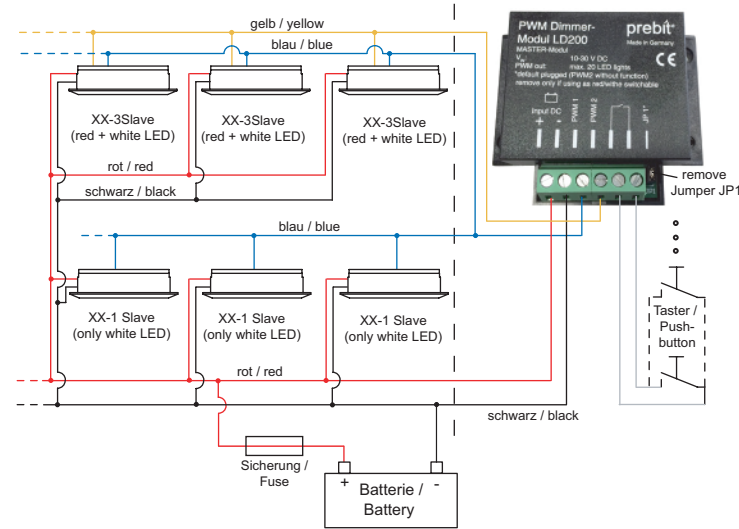 gelb / yellow
blau / blue
XX-3Slave
(red + white LED)
XX-3Slave
(red + white LED)
XX-3Slave
(red + white LED)
rot / red
schwarz / black
blau / blue
XX-1 Slave
(only white LED)
XX-1 Slave
(only white LED)
XX-1 Slave
(only white LED)
rot / red
schwarz / black
Sicherung /
Fuse
+ Batterie / -
Battery
PWM Dimmer-
Modul LD200
MASTER-Modul
prebit
Made in Germany
CE
Vin 10-30 V DC
PWM out: max. 20 LED lights
*default plugged (PWM2 without function)
remove only if using as red/withe switchable
Input DC
+ -
PWM 1
PWM 2
JP 1*
remove
Jumper JP1
Taster /
Push-
button